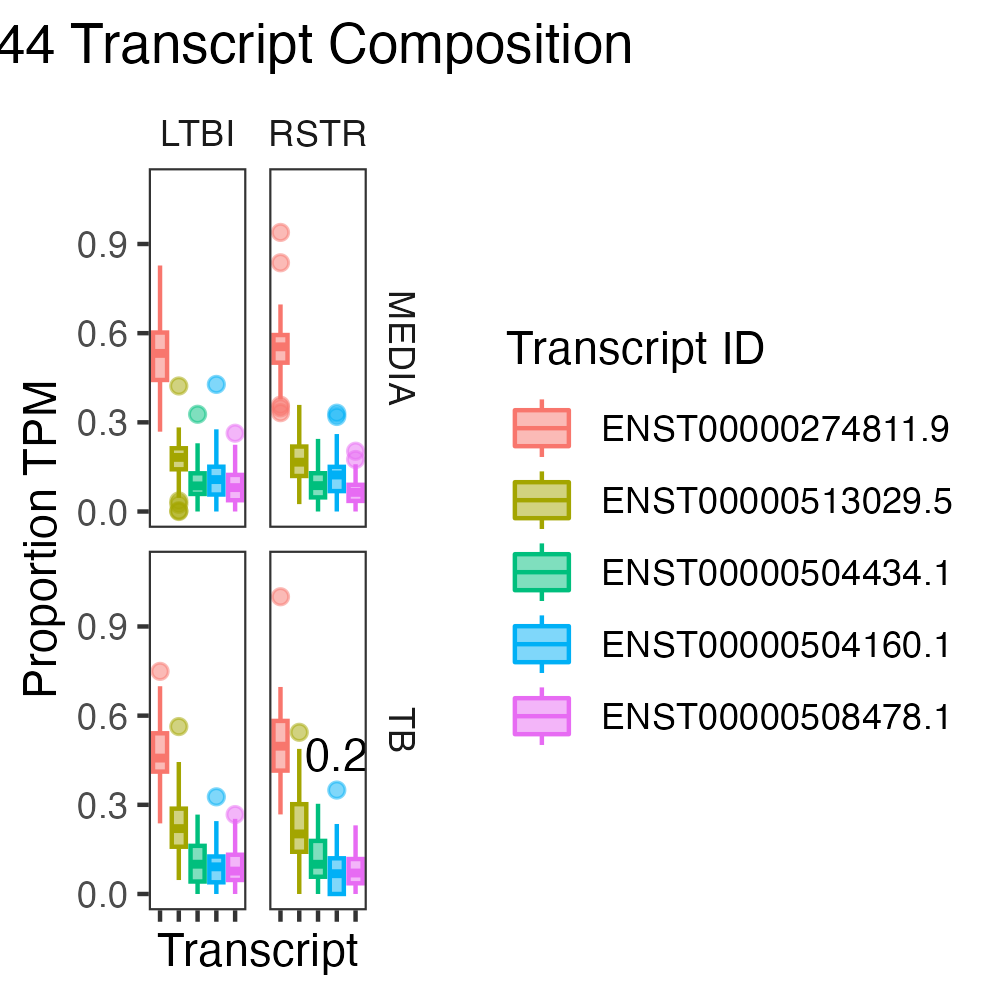 44 Transcript Composition
LTBI RSTR
Proportion TPM
0.9
0.6
0.3
0.0
MEDIA
0.9
0.6
0.3
0.0
0.2
TB
Transcript
Transcript ID
ENST00000274811.9
ENST00000513029.5
ENST00000504434.1
ENST00000504160.1
ENST00000508478.1